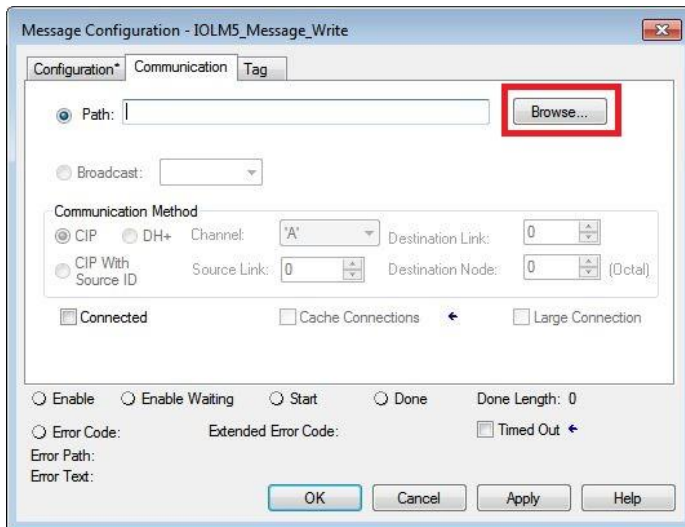 Message Configuration - IOLM5_Message_Write
Configuration* Communication Tag
Path: Browse...
Broadcast:
Communication Method
CIP DH+ Channel: 'A' Destination Link: 0
CIP With Source ID Source Link: 0 Destination Node: 0 (Octal)
Connected Cache Connections Large Connection
Enable Enable Waiting Start Done Done Length: 0
Error Code: Extended Error Code: Timed Out
Error Path:
Error Text:
OK Cancel Apply Help